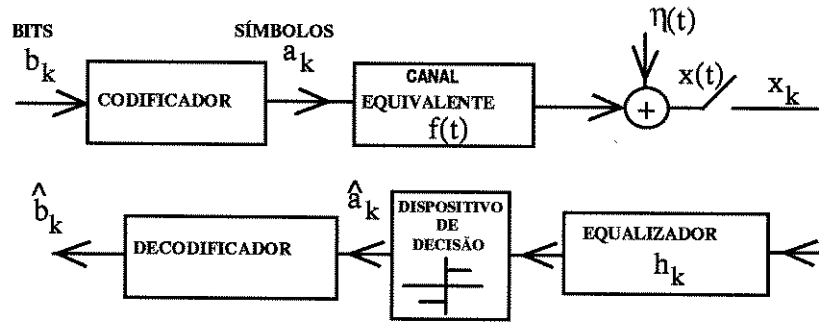 BITS
b_k
CODIFICADOR
SÍMBOLOS
a_k
CANAL
EQUIVALENTE
f(t)
η(t)
+
x(t)
x_k
b̂_k
DECODIFICADOR
â_k
DISPOSITIVO
DE
DECISÃO
EQUALIZADOR
h_k